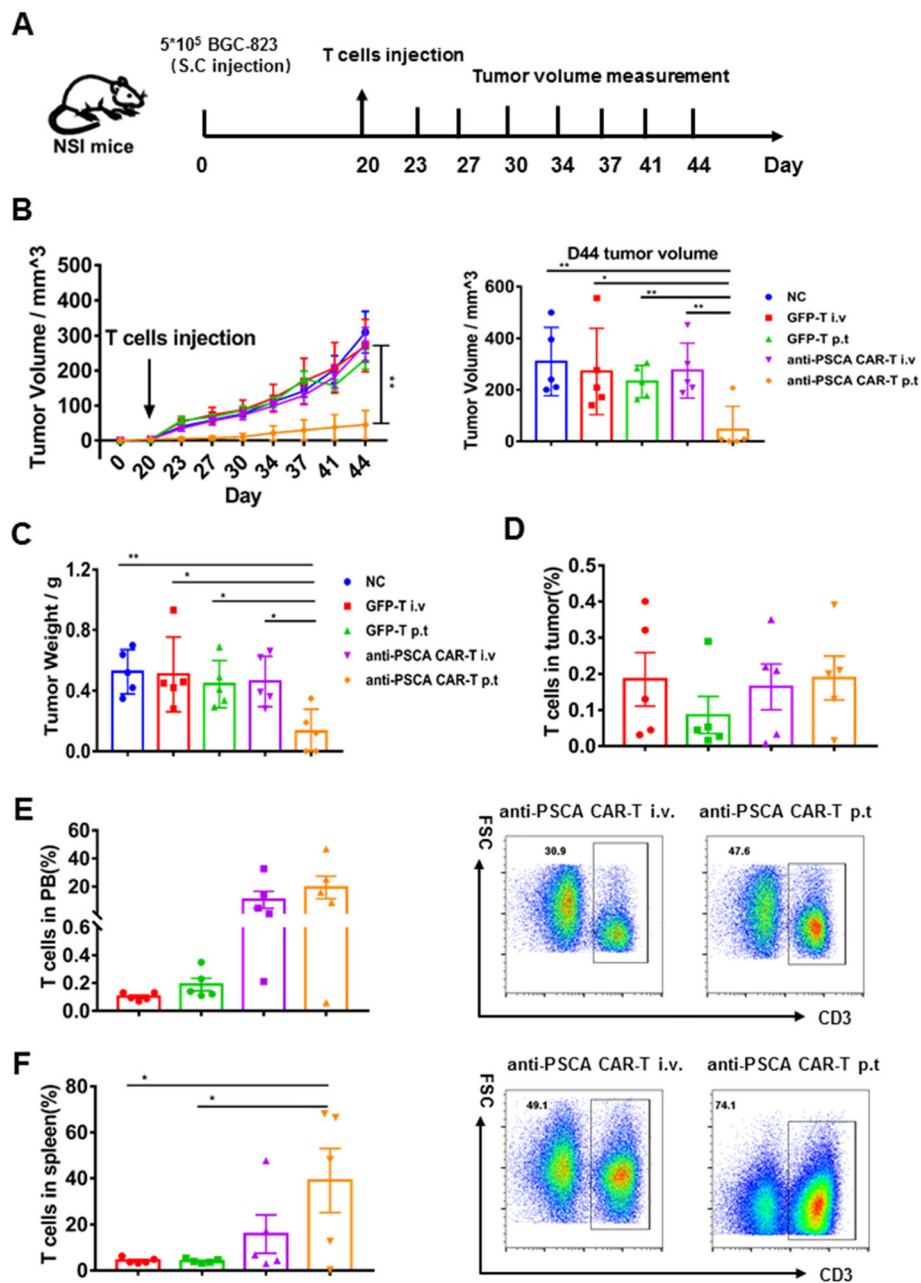 A
5*10⁵ BGC-823
(S.C injection)
T cells injection
Tumor volume measurement
NSI mice
0 20 23 27 30 34 37 41 44 Day
B
Tumor Volume / mm^3
500
400
300
200
100
0
T cells injection
**
0 20 23 27 30 34 37 41 44
Day
D44 tumor volume
Tumor Volume / mm^3
600
400
200
0
**
*
**
**
NC
GFP-T i.v
GFP-T p.t
anti-PSCA CAR-T i.v
anti-PSCA CAR-T p.t
C
Tumor Weight / g
1.2
0.8
0.4
0.0
**
*
*
*
NC
GFP-T i.v
GFP-T p.t
anti-PSCA CAR-T i.v
anti-PSCA CAR-T p.t
D
T cells in tumor(%)
0.5
0.4
0.3
0.2
0.1
0.0
E
T cells in PB(%)
60
40
20
0.6
0.4
0.2
0.0
anti-PSCA CAR-T i.v.
anti-PSCA CAR-T p.t
FSC
30.9
47.6
CD3
F
T cells in spleen(%)
80
60
40
20
0
*
*
anti-PSCA CAR-T i.v.
anti-PSCA CAR-T p.t
FSC
49.1
74.1
CD3